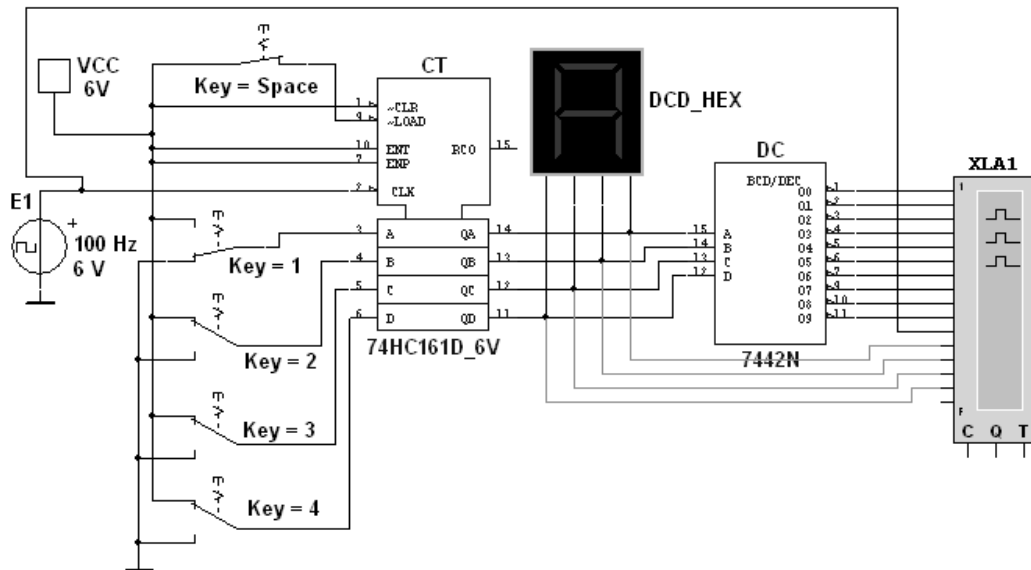 VCC
6V
Key = Space
CT
1 ~CLR
9 ~LOAD
10 ENT RCO 15
7 ENP
2 CLK
DCD_HEX
DC
BCD/DEC
O0 1
O1 2
O2 3
15 A O3 4
14 B O4 5
13 C O5 6
12 D O6 7
O7 9
O8 10
O9 11
7442N
XLA1
1
F
C Q T
E1
+
100 Hz
6 V
Key = 1
3 A QA 14
4 B QB 13
5 C QC 12
6 D QD 11
74HC161D_6V
Key = 2
Key = 3
Key = 4